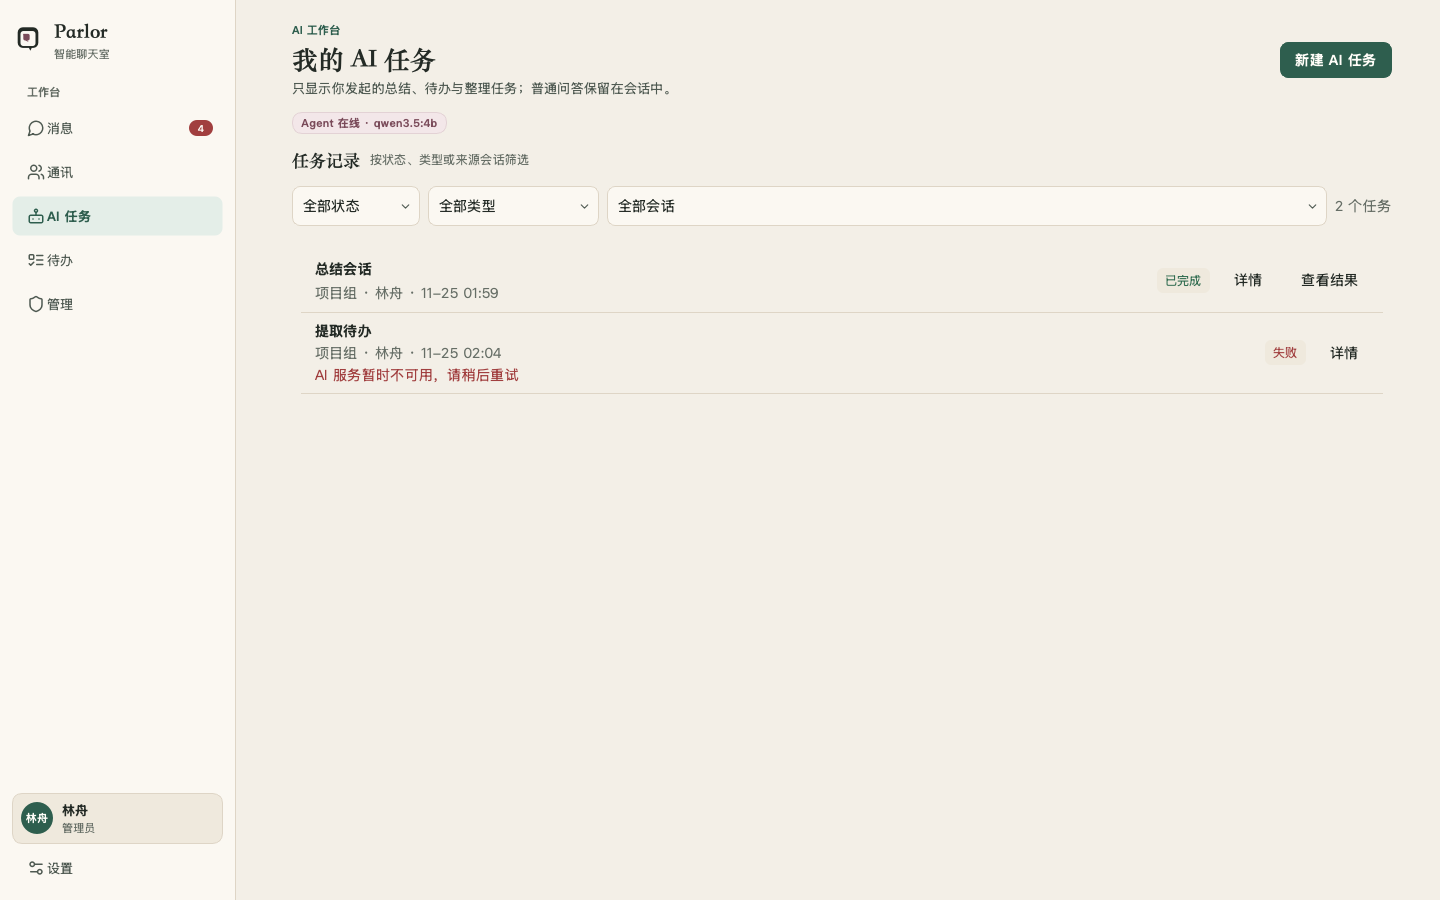 Parlor
智能聊天室
工作台
消息 4
通讯
AI 任务
待办
管理
林舟 林舟
管理员
设置
AI 工作台
我的 AI 任务
只显示你发起的总结、待办与整理任务；普通问答保留在会话中。
新建 AI 任务
Agent 在线 · qwen3.5:4b
任务记录 按状态、类型或来源会话筛选
全部状态 全部类型 全部会话 2 个任务
总结会话
项目组 · 林舟 · 11-25 01:59
已完成 详情 查看结果
提取待办
项目组 · 林舟 · 11-25 02:04
AI 服务暂时不可用，请稍后重试
失败 详情